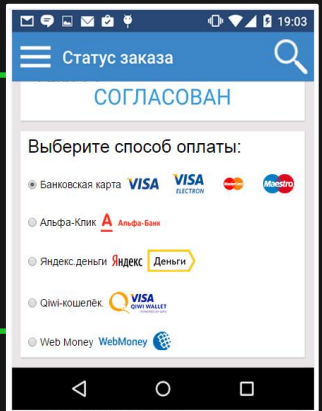 19:03
Статус заказа
СОГЛАСОВАН
Выберите способ оплаты:
Банковская карта VISA VISA ELECTRON MasterCard Maestro
Альфа-Клик А Альфа-Банк
Яндекс.деньги Яндекс Деньги
Qiwi-кошелёк VISA QIWI WALLET
Web Money WebMoney